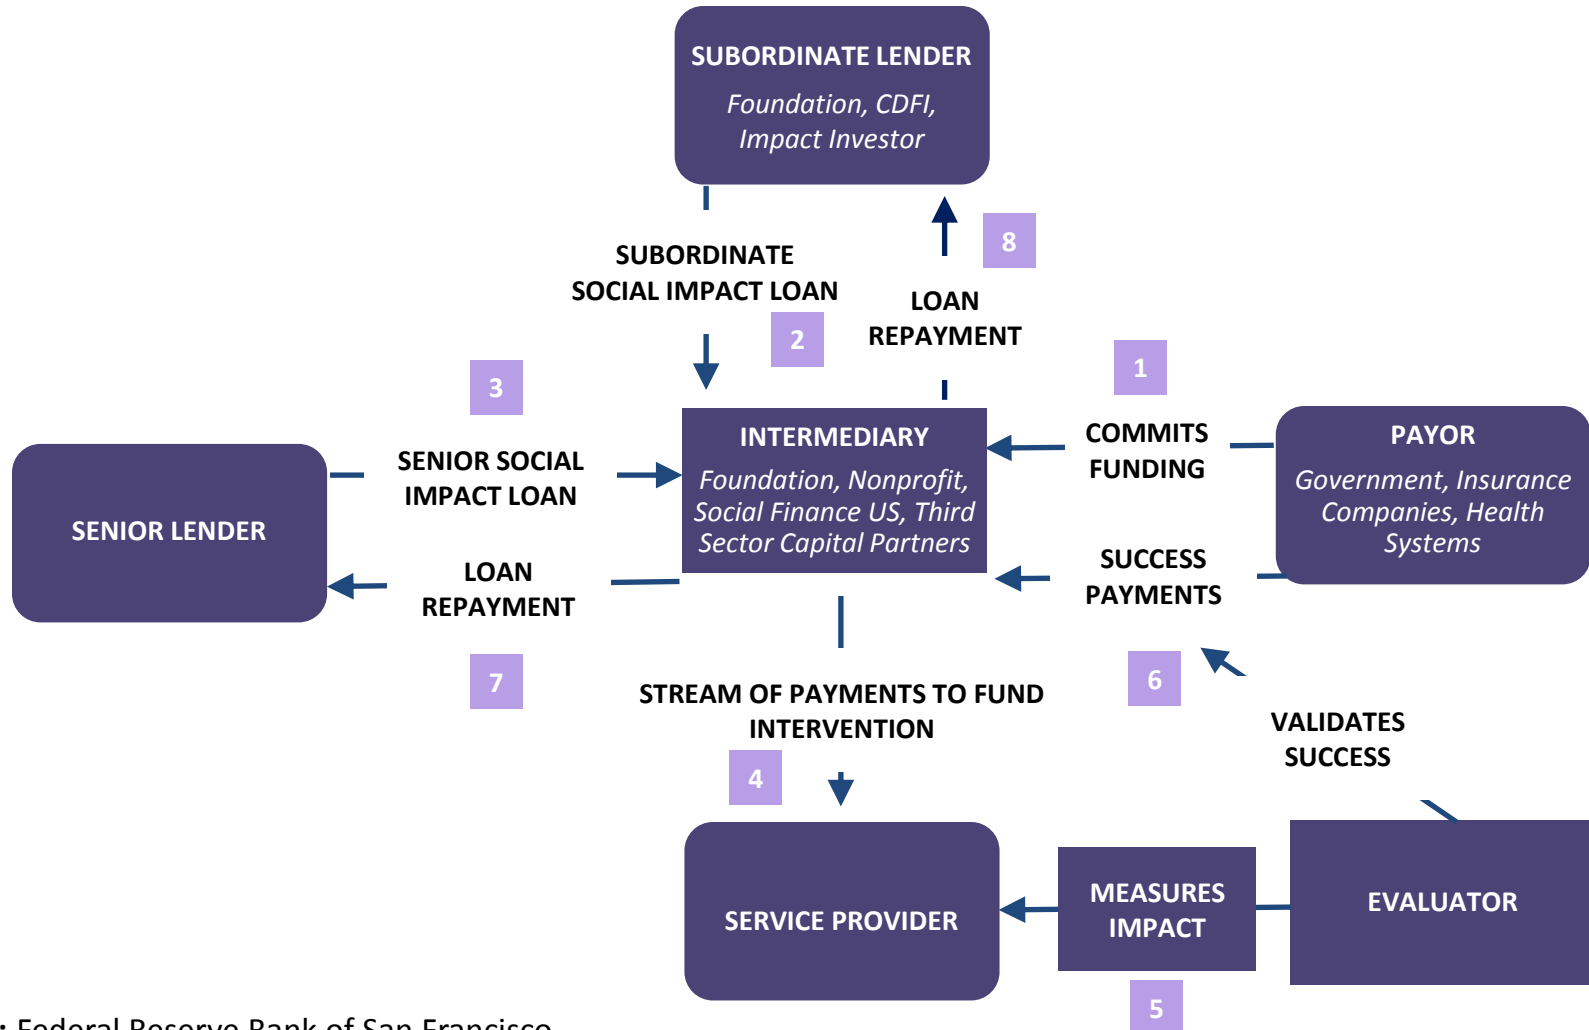 SUBORDINATE LENDER
Foundation, CDFI,
Impact Investor
8
SUBORDINATE
SOCIAL IMPACT LOAN
2
LOAN
REPAYMENT
1
3
COMMITS
FUNDING
PAYOR
Government, Insurance
Companies, Health
Systems
INTERMEDIARY
Foundation, Nonprofit,
Social Finance US, Third
Sector Capital Partners
SENIOR SOCIAL
IMPACT LOAN
SENIOR LENDER
LOAN
REPAYMENT
7
SUCCESS
PAYMENTS
6
STREAM OF PAYMENTS TO FUND
INTERVENTION
4
VALIDATES
SUCCESS
SERVICE PROVIDER
MEASURES
IMPACT
5
EVALUATOR
: Federal Reserve Bank of San Francisco